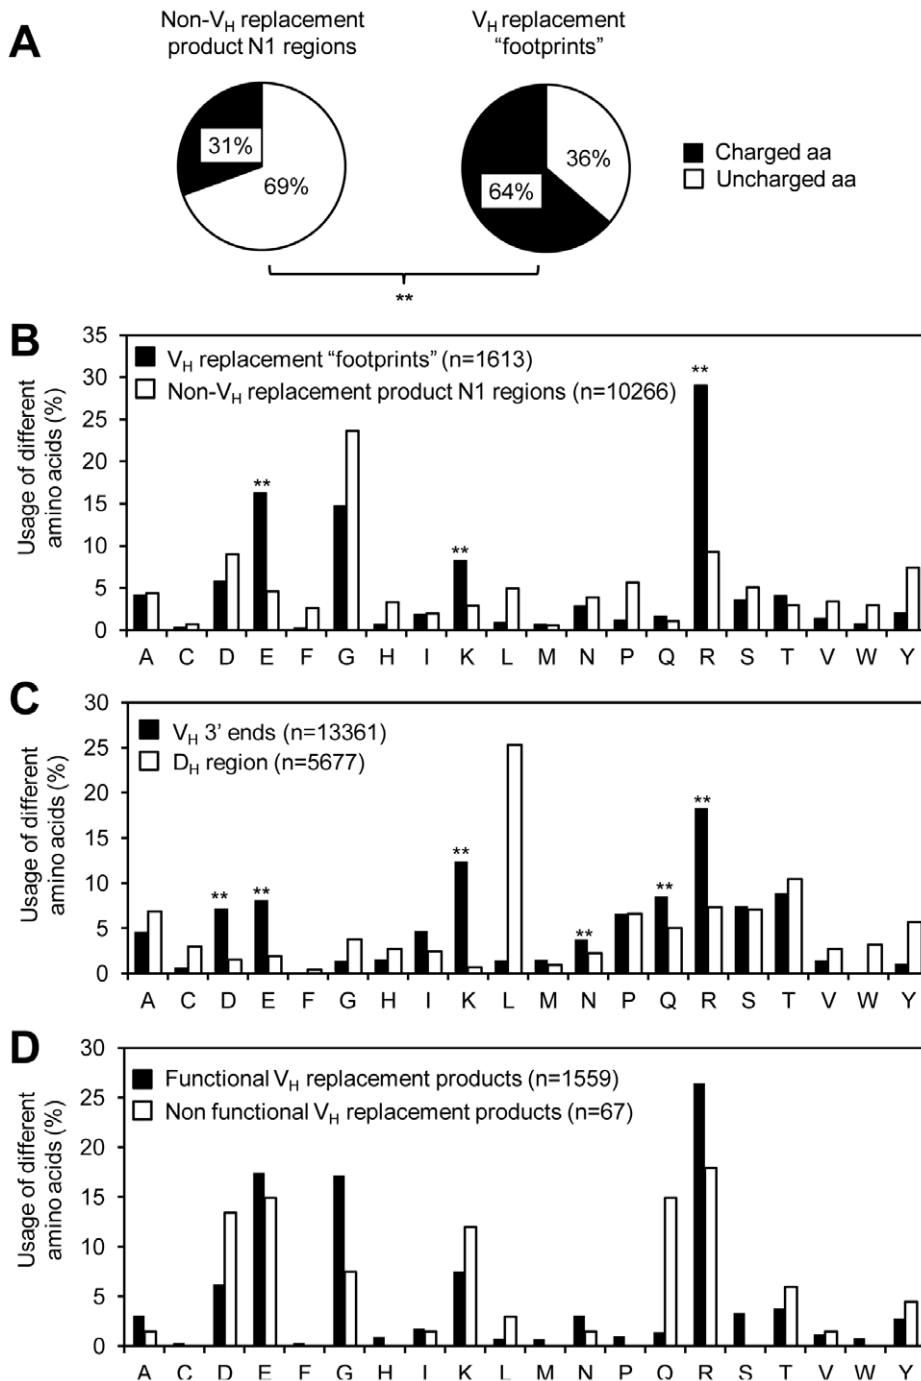 A
Non-VH replacement
product N1 regions
VH replacement
“footprints”
31%
69%
36%
64%
Charged aa
Uncharged aa
**
B
Usage of different
amino acids (%)
35
30
25
20
15
10
5
0
VH replacement “footprints” (n=1613)
Non-VH replacement product N1 regions (n=10266)
**
**
**
A C D E F G H I K L M N P Q R S T V W Y
C
Usage of different
amino acids (%)
30
25
20
15
10
5
0
VH 3’ ends (n=13361)
DH region (n=5677)
**
**
**
**
**
**
A C D E F G H I K L M N P Q R S T V W Y
D
Usage of different
amino acids (%)
30
25
20
15
10
5
0
Functional VH replacement products (n=1559)
Non functional VH replacement products (n=67)
A C D E F G H I K L M N P Q R S T V W Y